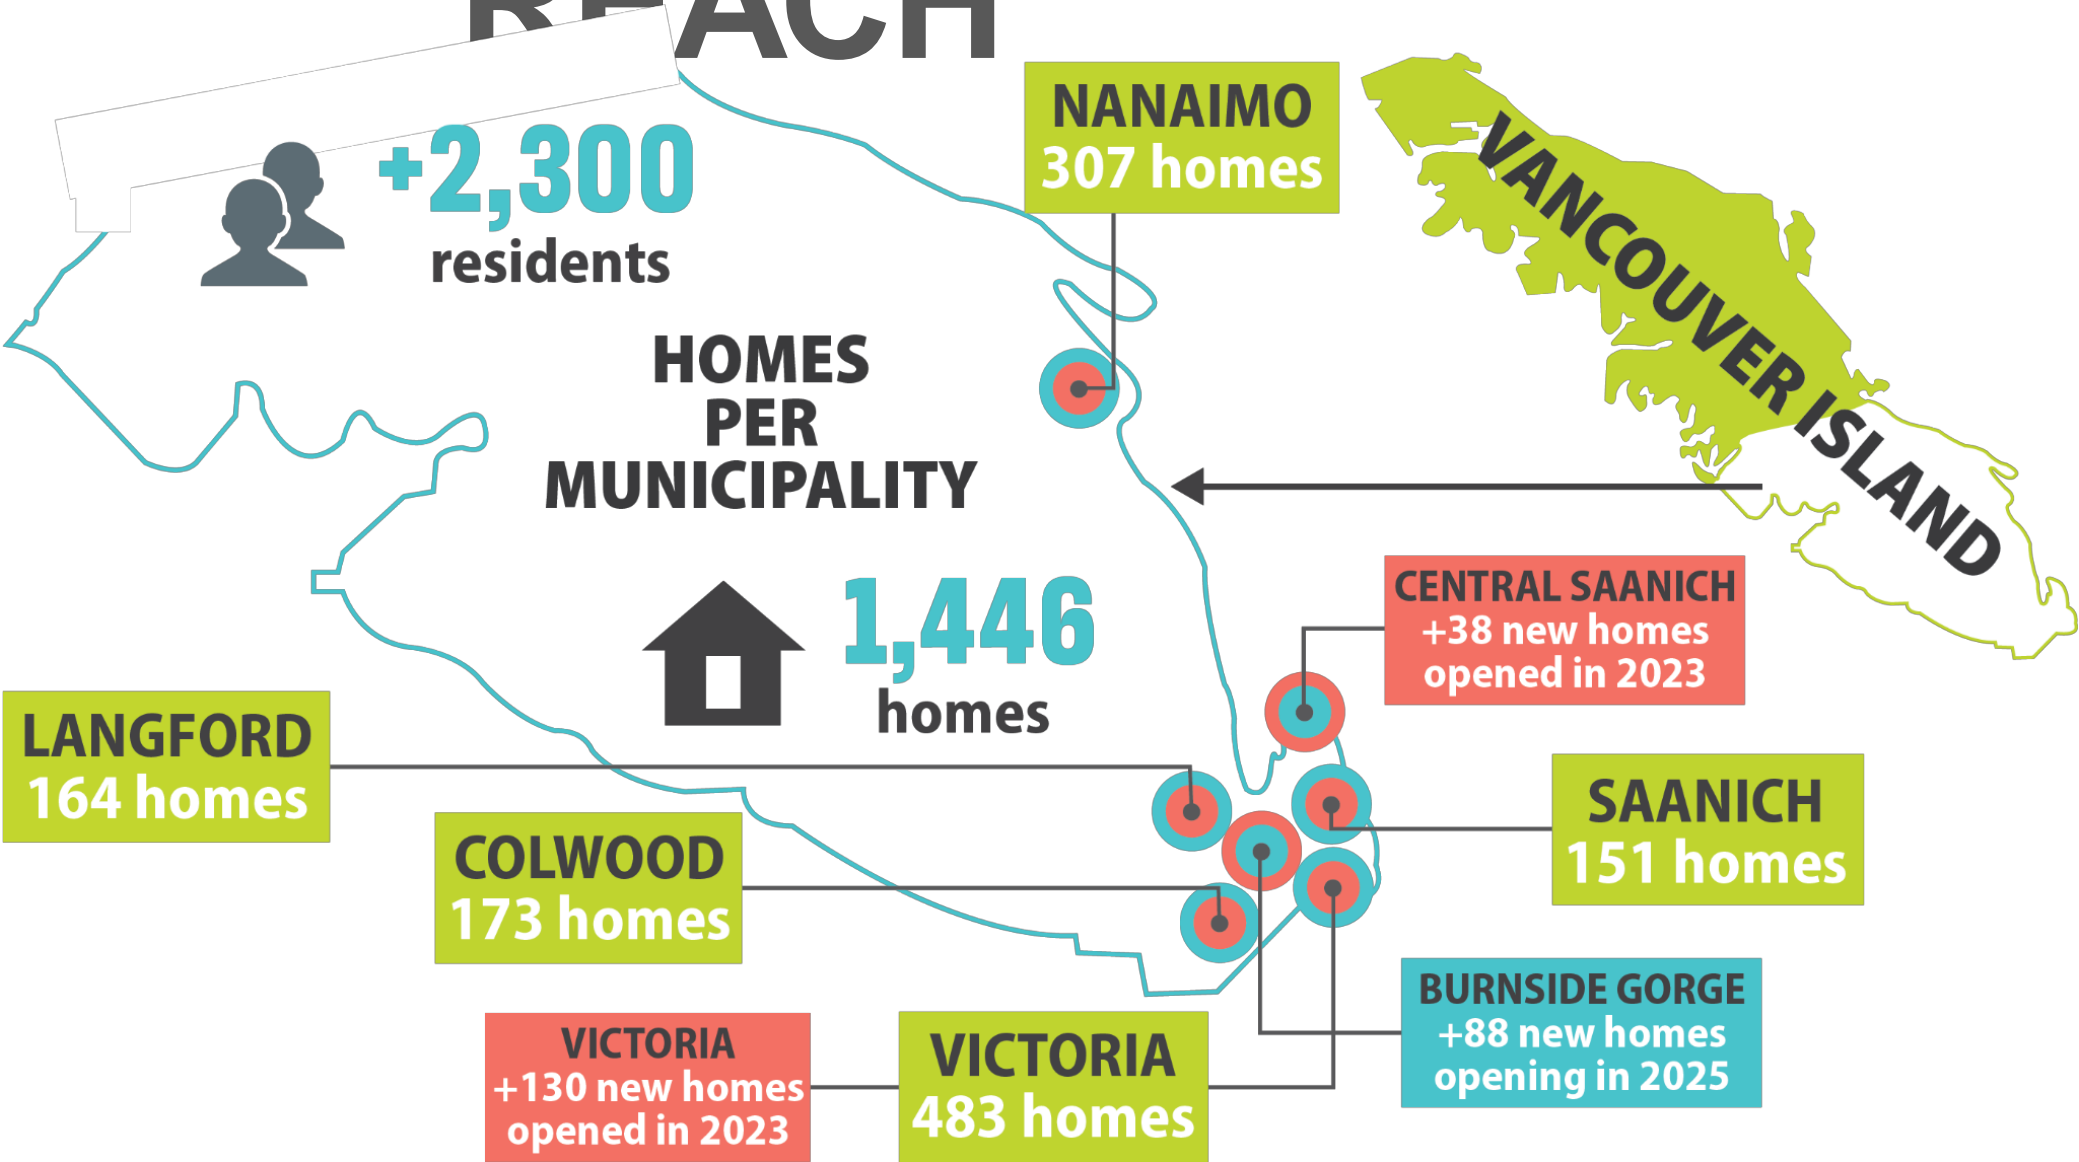 REACH
NANAIMO
307 homes
VANCOUVER ISLAND
+2,300
residents
HOMES
PER
MUNICIPALITY
1,446
homes
CENTRAL SAANICH
+38 new homes
opened in 2023
LANGFORD
164 homes
SAANICH
151 homes
COLWOOD
173 homes
BURNSIDE GORGE
+88 new homes
opening in 2025
VICTORIA
+130 new homes
opened in 2023
VICTORIA
483 homes